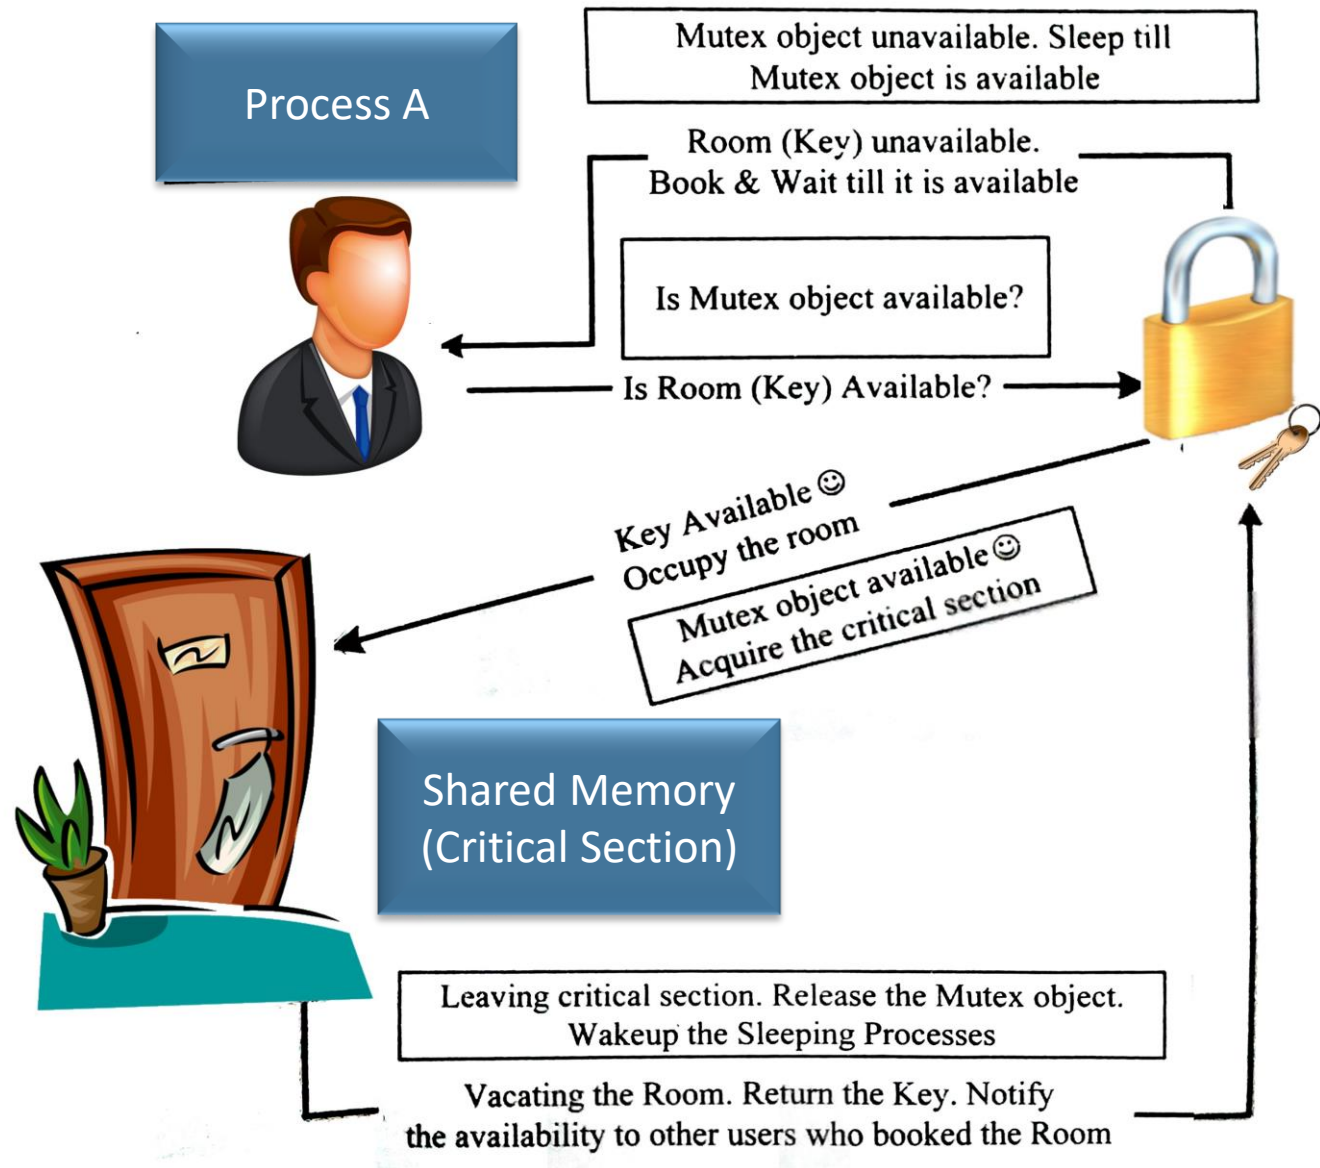 Process A
Mutex object unavailable. Sleep till
Mutex object is available
Room (Key) unavailable.
Book & Wait till it is available
Is Mutex object available?
Is Room (Key) Available?
Key Available ☺
Occupy the room
Mutex object available ☺
Acquire the critical section
Shared Memory
(Critical Section)
Leaving critical section. Release the Mutex object.
Wakeup the Sleeping Processes
Vacating the Room. Return the Key. Notify
the availability to other users who booked the Room